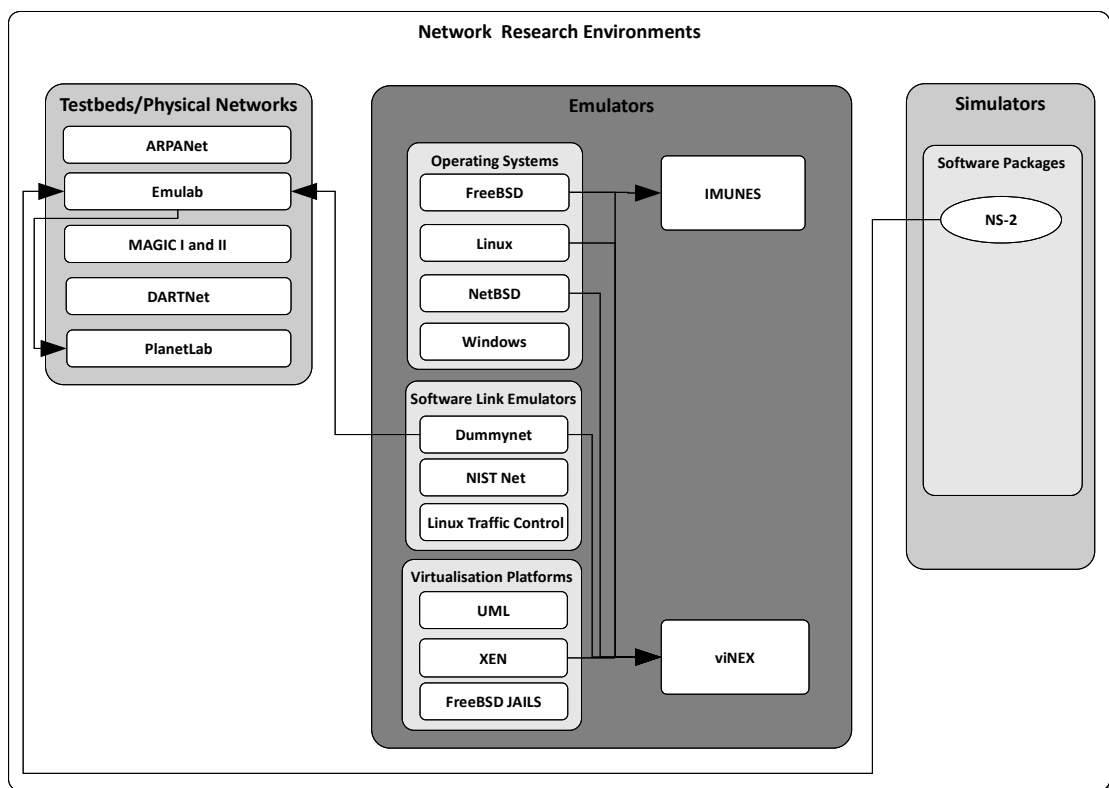 Network Research Environments
Testbeds/Physical Networks
ARPANet
Emulab
MAGIC I and II
DARTNet
PlanetLab
Emulators
Operating Systems
FreeBSD
Linux
NetBSD
Windows
Software Link Emulators
Dummynet
NIST Net
Linux Traffic Control
Virtualisation Platforms
UML
XEN
FreeBSD JAILS
IMUNES
viNEX
Simulators
Software Packages
NS-2